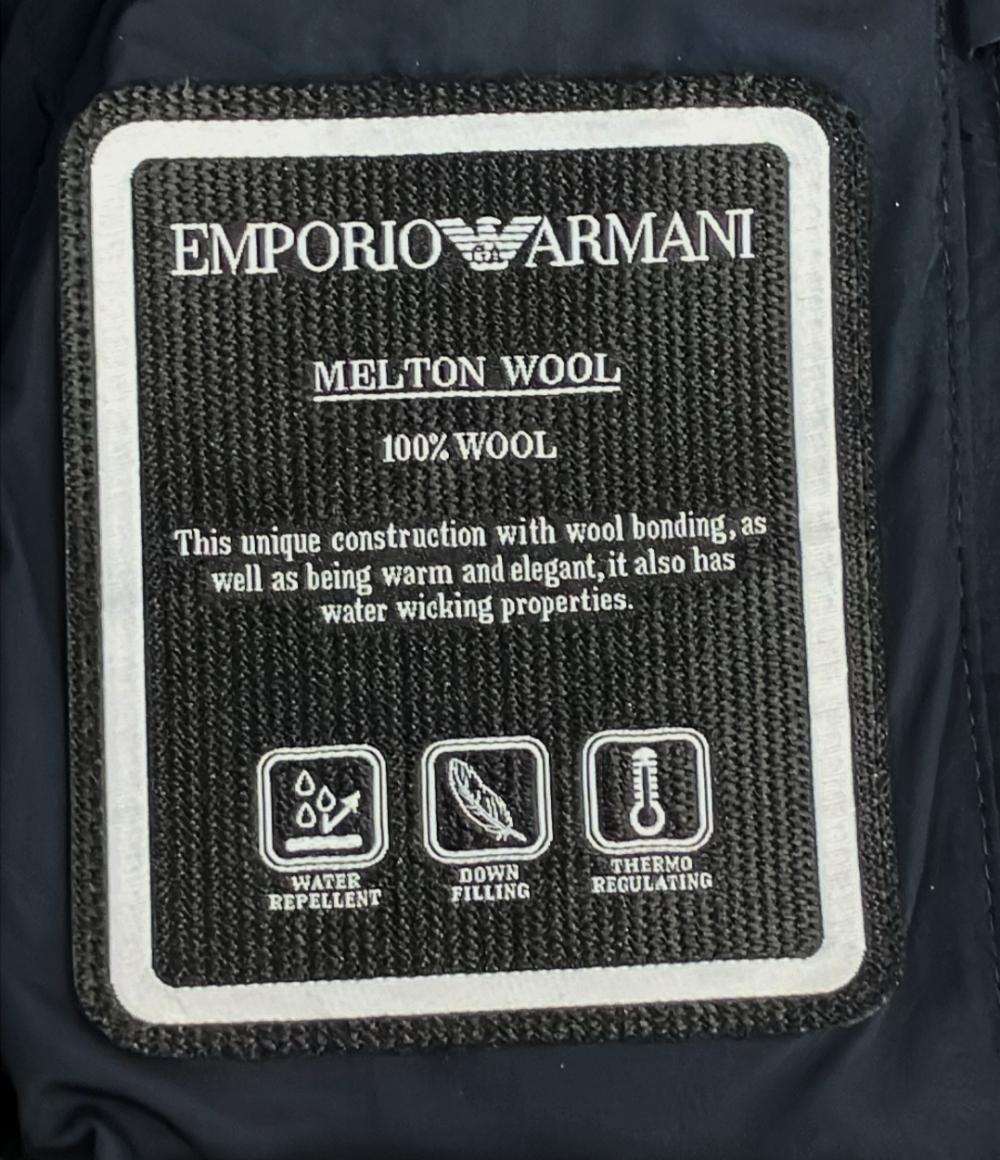 EMPORIO GA ARMANI
MELTON WOOL
100% WOOL
This unique construction with wool bonding, as
well as being warm and elegant, it also has
water wicking properties.
WATER REPELLENT
DOWN FILLING
THERMO REGULATING